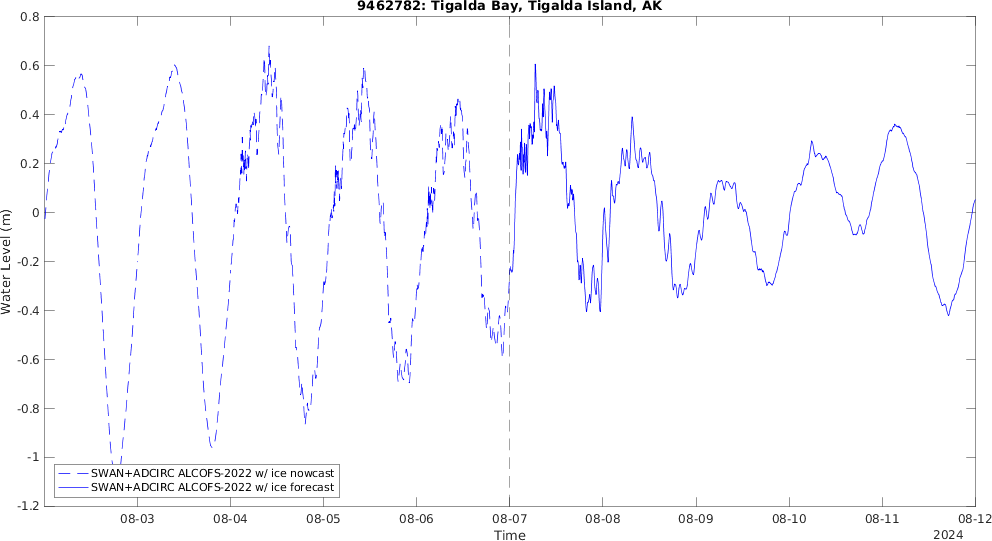 9462782: Tigalda Bay, Tigalda Island, AK
0.8
0.6
0.4
0.2
0
-0.2
-0.4
-0.6
-0.8
-1
-1.2
Water Level (m)
SWAN+ADCIRC ALCOFS-2022 w/ ice nowcast
SWAN+ADCIRC ALCOFS-2022 w/ ice forecast
08-03 08-04 08-05 08-06 08-07 08-08 08-09 08-10 08-11 08-12
Time
2024